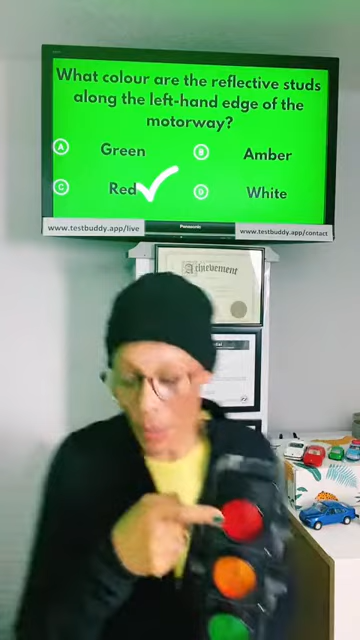 What colour are the reflective studs
along the left-hand edge of the
motorway?
A Green
B Amber
C Red
D White
www.testbuddy.app/live
Panasonic
www.testbuddy.app/contact
Achievement